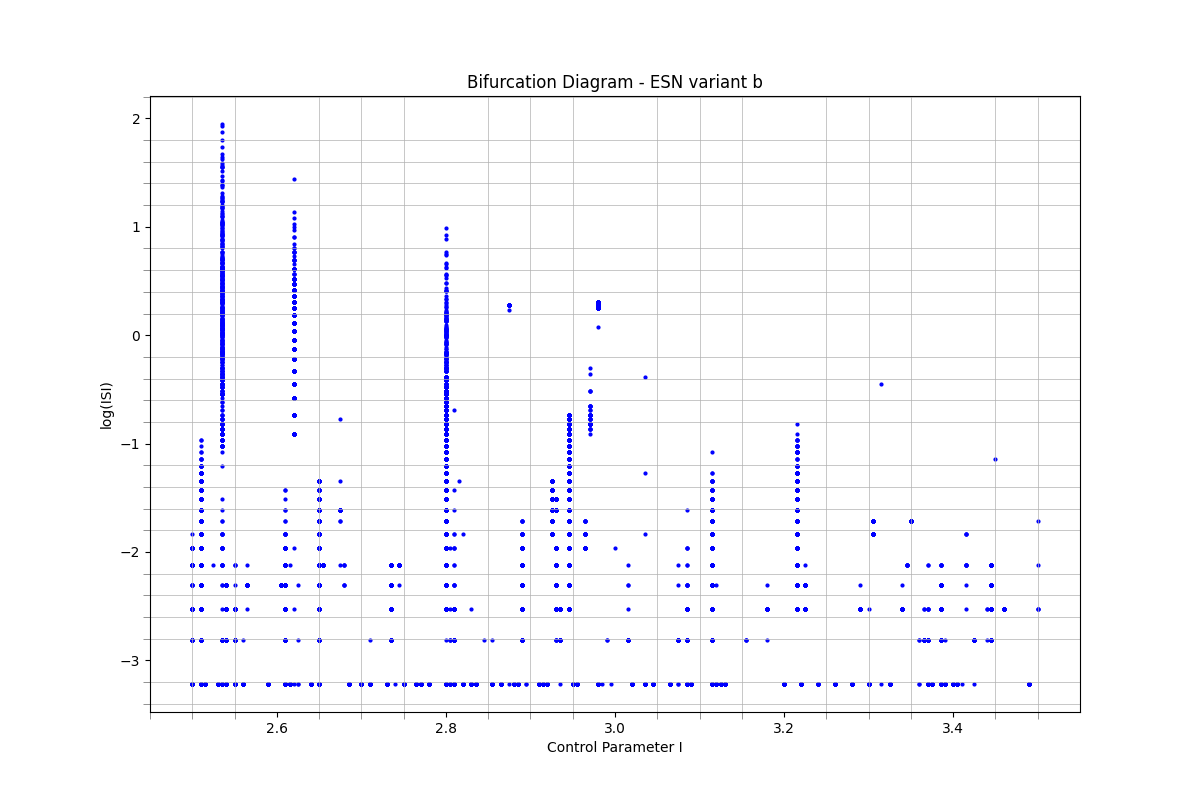 Bifurcation Diagram - ESN variant b
2
1
0
−1
−2
−3
log(ISI)
2.6 2.8 3.0 3.2 3.4
Control Parameter I